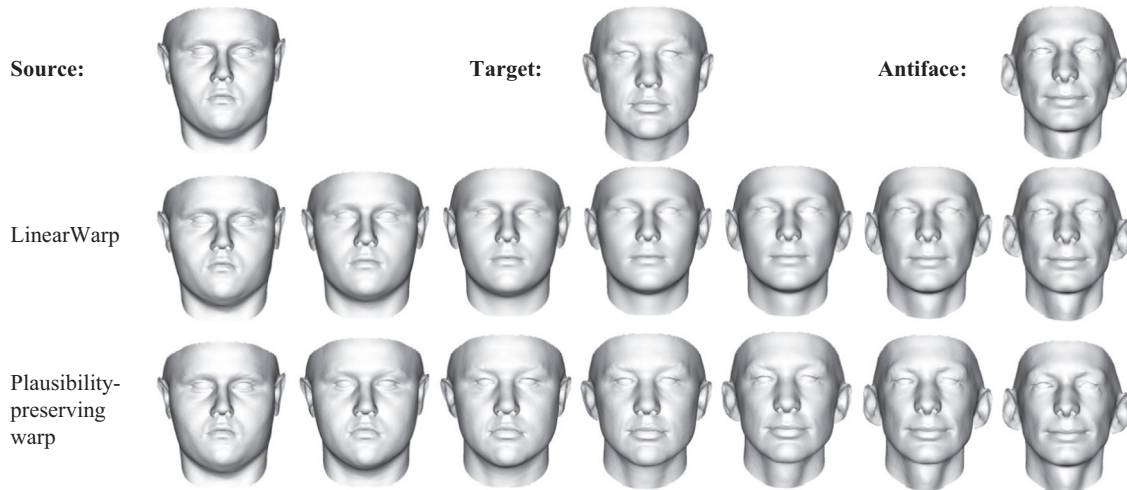 Source:
Target:
Antiface:
LinearWarp
Plausibility-
preserving
warp